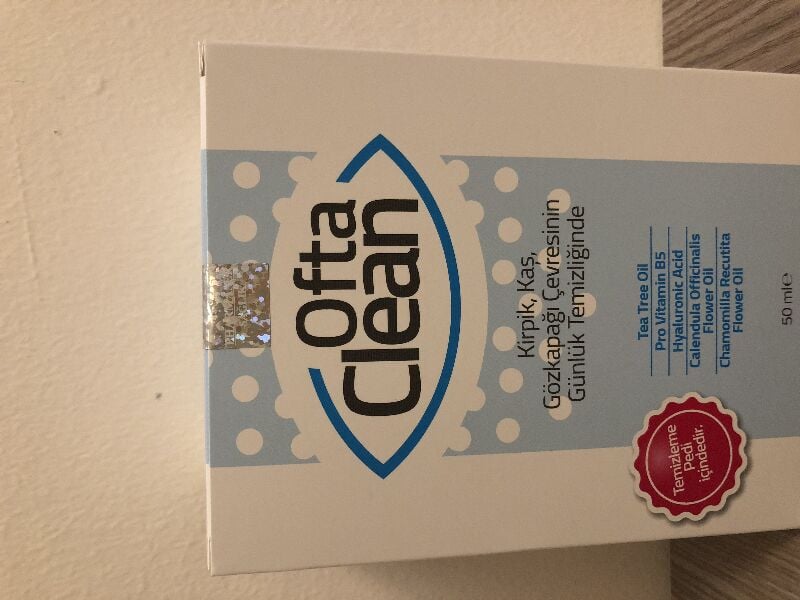 Ofta
Clean
Kirpik, Kaş,
Gözkapağı Çevresinin
Günlük Temizliğinde
Tea Tree Oil
Pro Vitamin B5
Hyaluronic Acid
Calendula Officinalis
Flower Oil
Chamomilla Recutita
Flower Oil
Temizleme
Pedi
içindedir.
50 ml℮